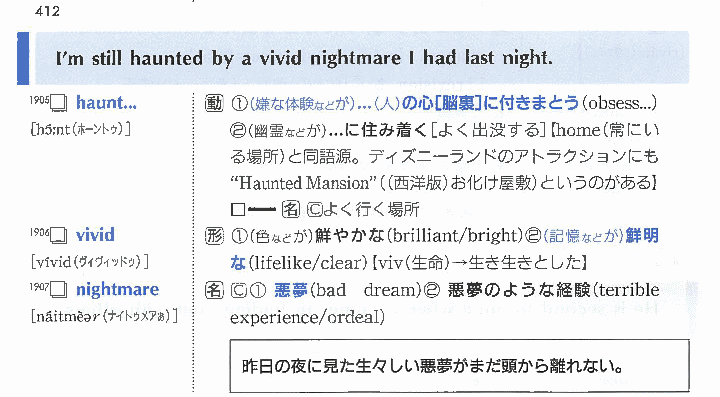 412
I'm still haunted by a vivid nightmare I had last night.
1905□ haunt... 動 ①(嫌な体験などが)…(人)の心[脳裏]に付きまとう(obsess...)
[hɔ́ːnt(ホーントゥ)] ②(幽霊などが)…に住み着く[よく出没する]【home(常にい
る場所)と同語源。ディズニーランドのアトラクションにも
“Haunted Mansion”((西洋版)お化け屋敷)というのがある】
□━ 名 Ⓒよく行く場所
1906□ vivid 形 ①(色などが)鮮やかな(brilliant/bright)②(記憶などが)鮮明
[vívid(ヴィヴィッドゥ)] な(lifelike/clear)【viv(生命)→生き生きとした】
1907□ nightmare 名 Ⓒ① 悪夢(bad dream)② 悪夢のような経験(terrible
[náitmɛ̀ər(ナイトゥメアぁ)] experience/ordeal)
昨日の夜に見た生々しい悪夢がまだ頭から離れない。